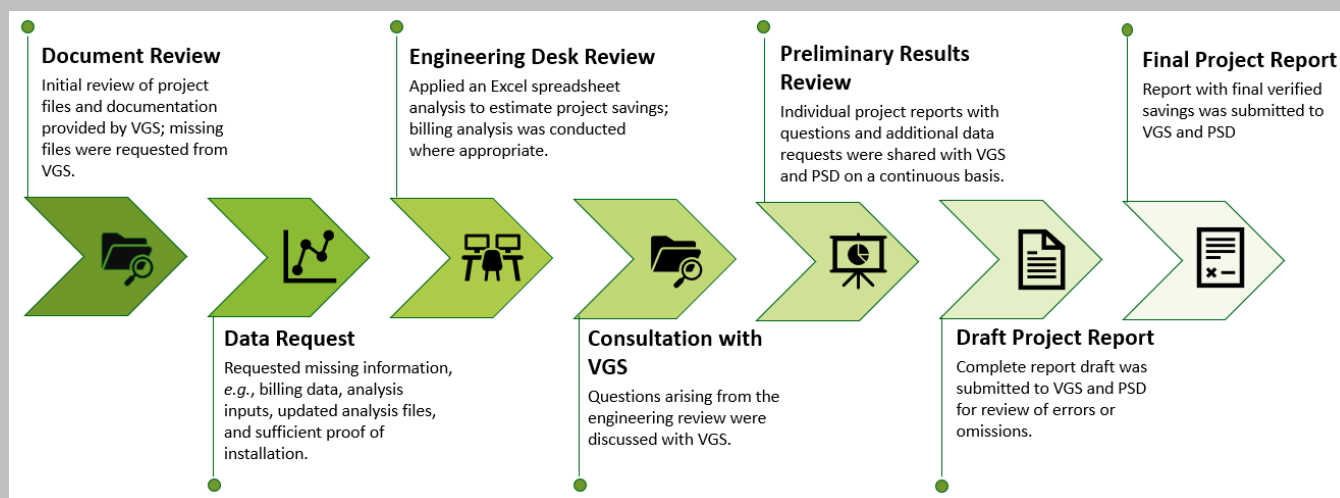 Document Review
Initial review of project
files and documentation
provided by VGS; missing
files were requested from
VGS.
Data Request
Requested missing information,
e.g., billing data, analysis
inputs, updated analysis files,
and sufficient proof of
installation.
Engineering Desk Review
Applied an Excel spreadsheet
analysis to estimate project savings;
billing analysis was conducted
where appropriate.
Consultation with
VGS
Questions arising from the
engineering review were
discussed with VGS.
Preliminary Results
Review
Individual project reports with
questions and additional data
requests were shared with VGS
and PSD on a continuous basis.
Draft Project Report
Complete report draft was
submitted to VGS and PSD
for review of errors or
omissions.
Final Project Report
Report with final verified
savings was submitted to
VGS and PSD